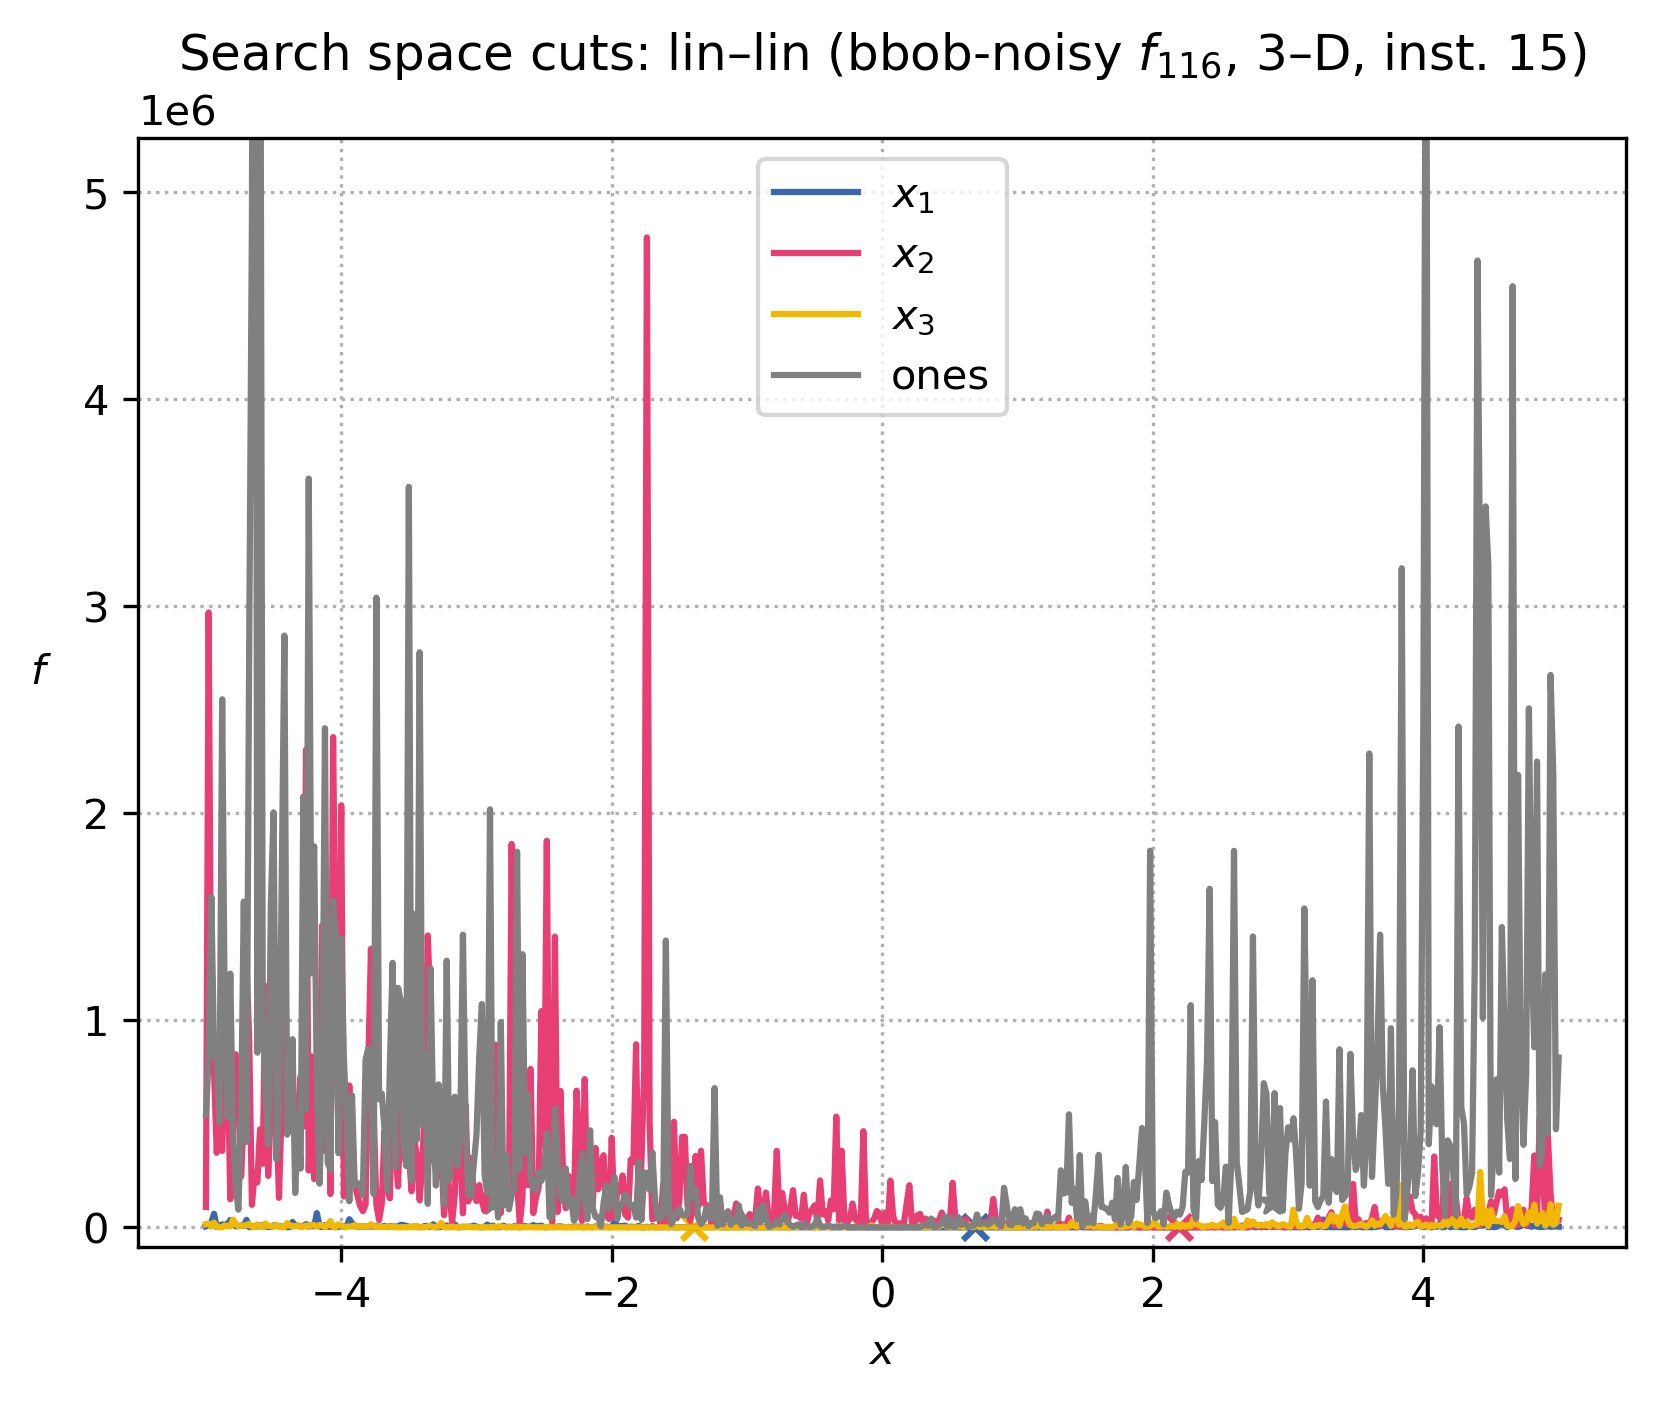 Search space cuts: lin–lin (bbob-noisy f₁₁₆, 3–D, inst. 15)
1e6
x₁
x₂
x₃
ones
5
4
3
2
1
0
f
−4
−2
0
2
4
x